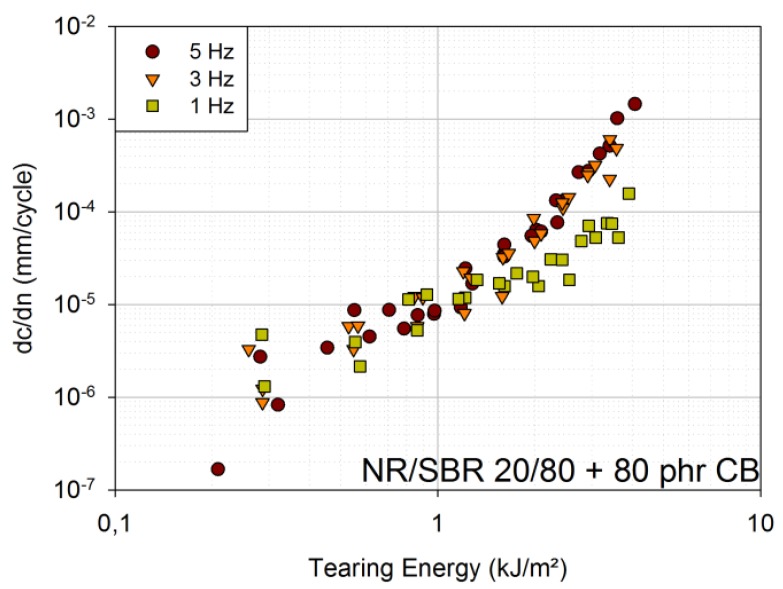 10⁻²
5 Hz
3 Hz
1 Hz
10⁻³
10⁻⁴
10⁻⁵
10⁻⁶
10⁻⁷
dc/dn (mm/cycle)
NR/SBR 20/80 + 80 phr CB
0,1
1
10
Tearing Energy (kJ/m²)